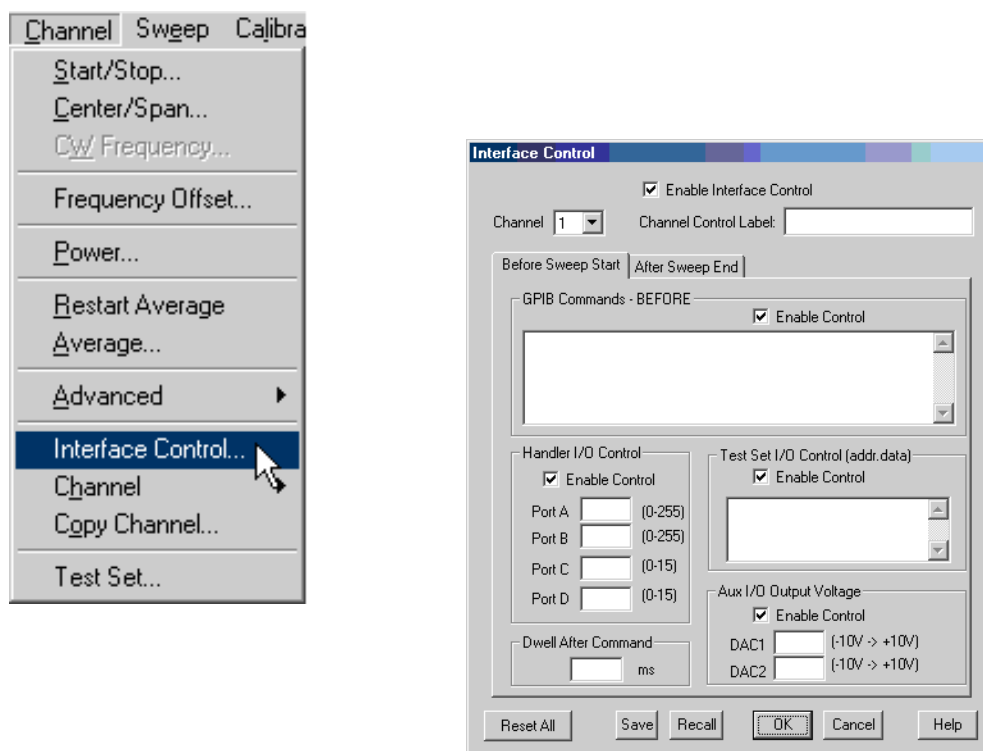 Channel Sweep Calibra
Start/Stop...
Center/Span...
CW Frequency...
Frequency Offset...
Power...
Restart Average
Average...
Advanced
Interface Control...
Channel
Copy Channel...
Test Set...
Interface Control
Enable Interface Control
Channel 1 Channel Control Label:
Before Sweep Start After Sweep End
GPIB Commands - BEFORE
Enable Control
Handler I/O Control
Enable Control
Port A (0-255)
Port B (0-255)
Port C (0-15)
Port D (0-15)
Dwell After Command
ms
Test Set I/O Control (addr.data)
Enable Control
Aux I/O Output Voltage
Enable Control
DAC1 (-10V -> +10V)
DAC2 (-10V -> +10V)
Reset All Save Recall OK Cancel Help